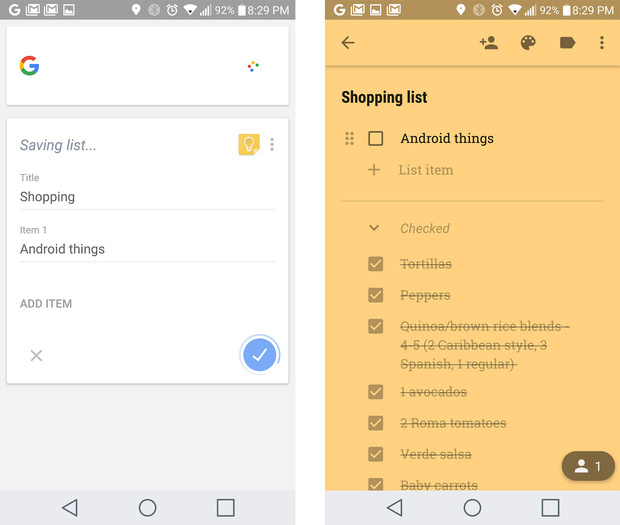 92% 8:29 PM
Saving list...
Title
Shopping
Item 1
Android things
ADD ITEM
92% 8:29 PM
Shopping list
Android things
List item
Checked
Tortillas
Peppers
Quinoa/brown rice blends -
4-5 (2 Caribbean style, 3
Spanish, 1 regular)
1 avocados
2 Roma tomatoes
Verde salsa
Baby carrots
1